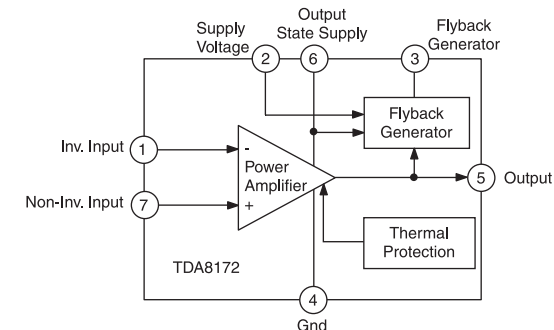 Supply
Voltage
2
Output
State Supply
6
Flyback
Generator
3
Flyback
Generator
Inv. Input
1
-
Power
Amplifier
+
Non-Inv. Input
7
5
Output
Thermal
Protection
TDA8172
4
Gnd